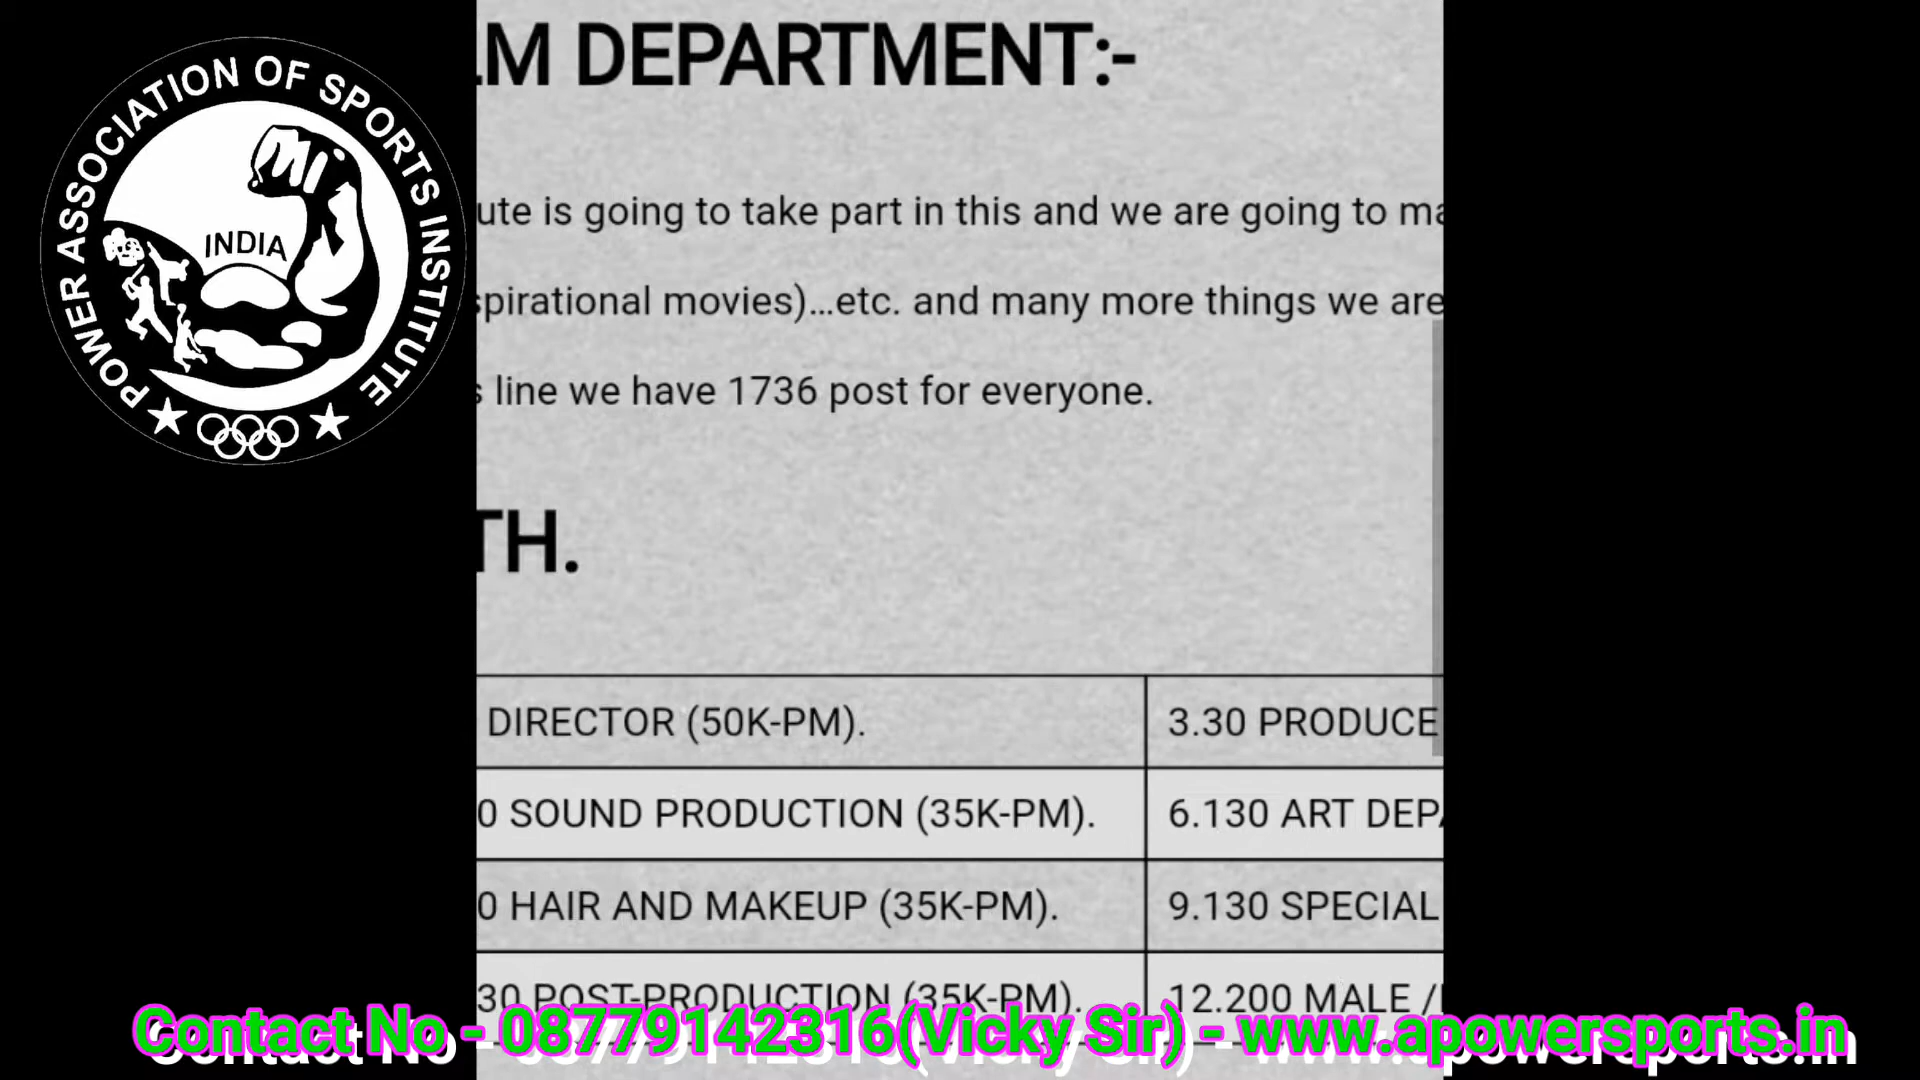 POWER ASSOCIATION OF SPORTS INSTITUTE
INDIA
LM DEPARTMENT:-
ute is going to take part in this and we are going to ma
spirational movies)...etc. and many more things we are
s line we have 1736 post for everyone.
TH.
DIRECTOR (50K-PM). 3.30 PRODUCE
0 SOUND PRODUCTION (35K-PM). 6.130 ART DEPA
0 HAIR AND MAKEUP (35K-PM). 9.130 SPECIAL
30 POST-PRODUCTION (35K-PM). 12.200 MALE /
Contact No - 08779142316(Vicky Sir) - www.apowersports.in